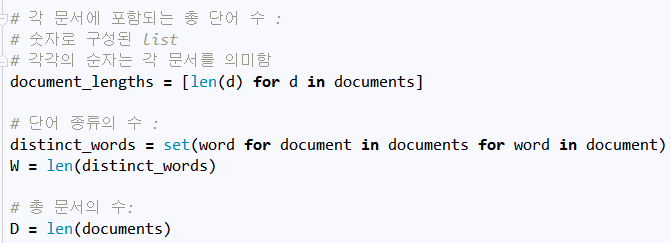 # 각 문서에 포함되는 총 단어 수 :
# 숫자로 구성된 list
# 각각의 숫자는 각 문서를 의미함
document_lengths = [len(d) for d in documents]
# 단어 종류의 수 :
distinct_words = set(word for document in documents for word in document)
W = len(distinct_words)
# 총 문서의 수:
D = len(documents)